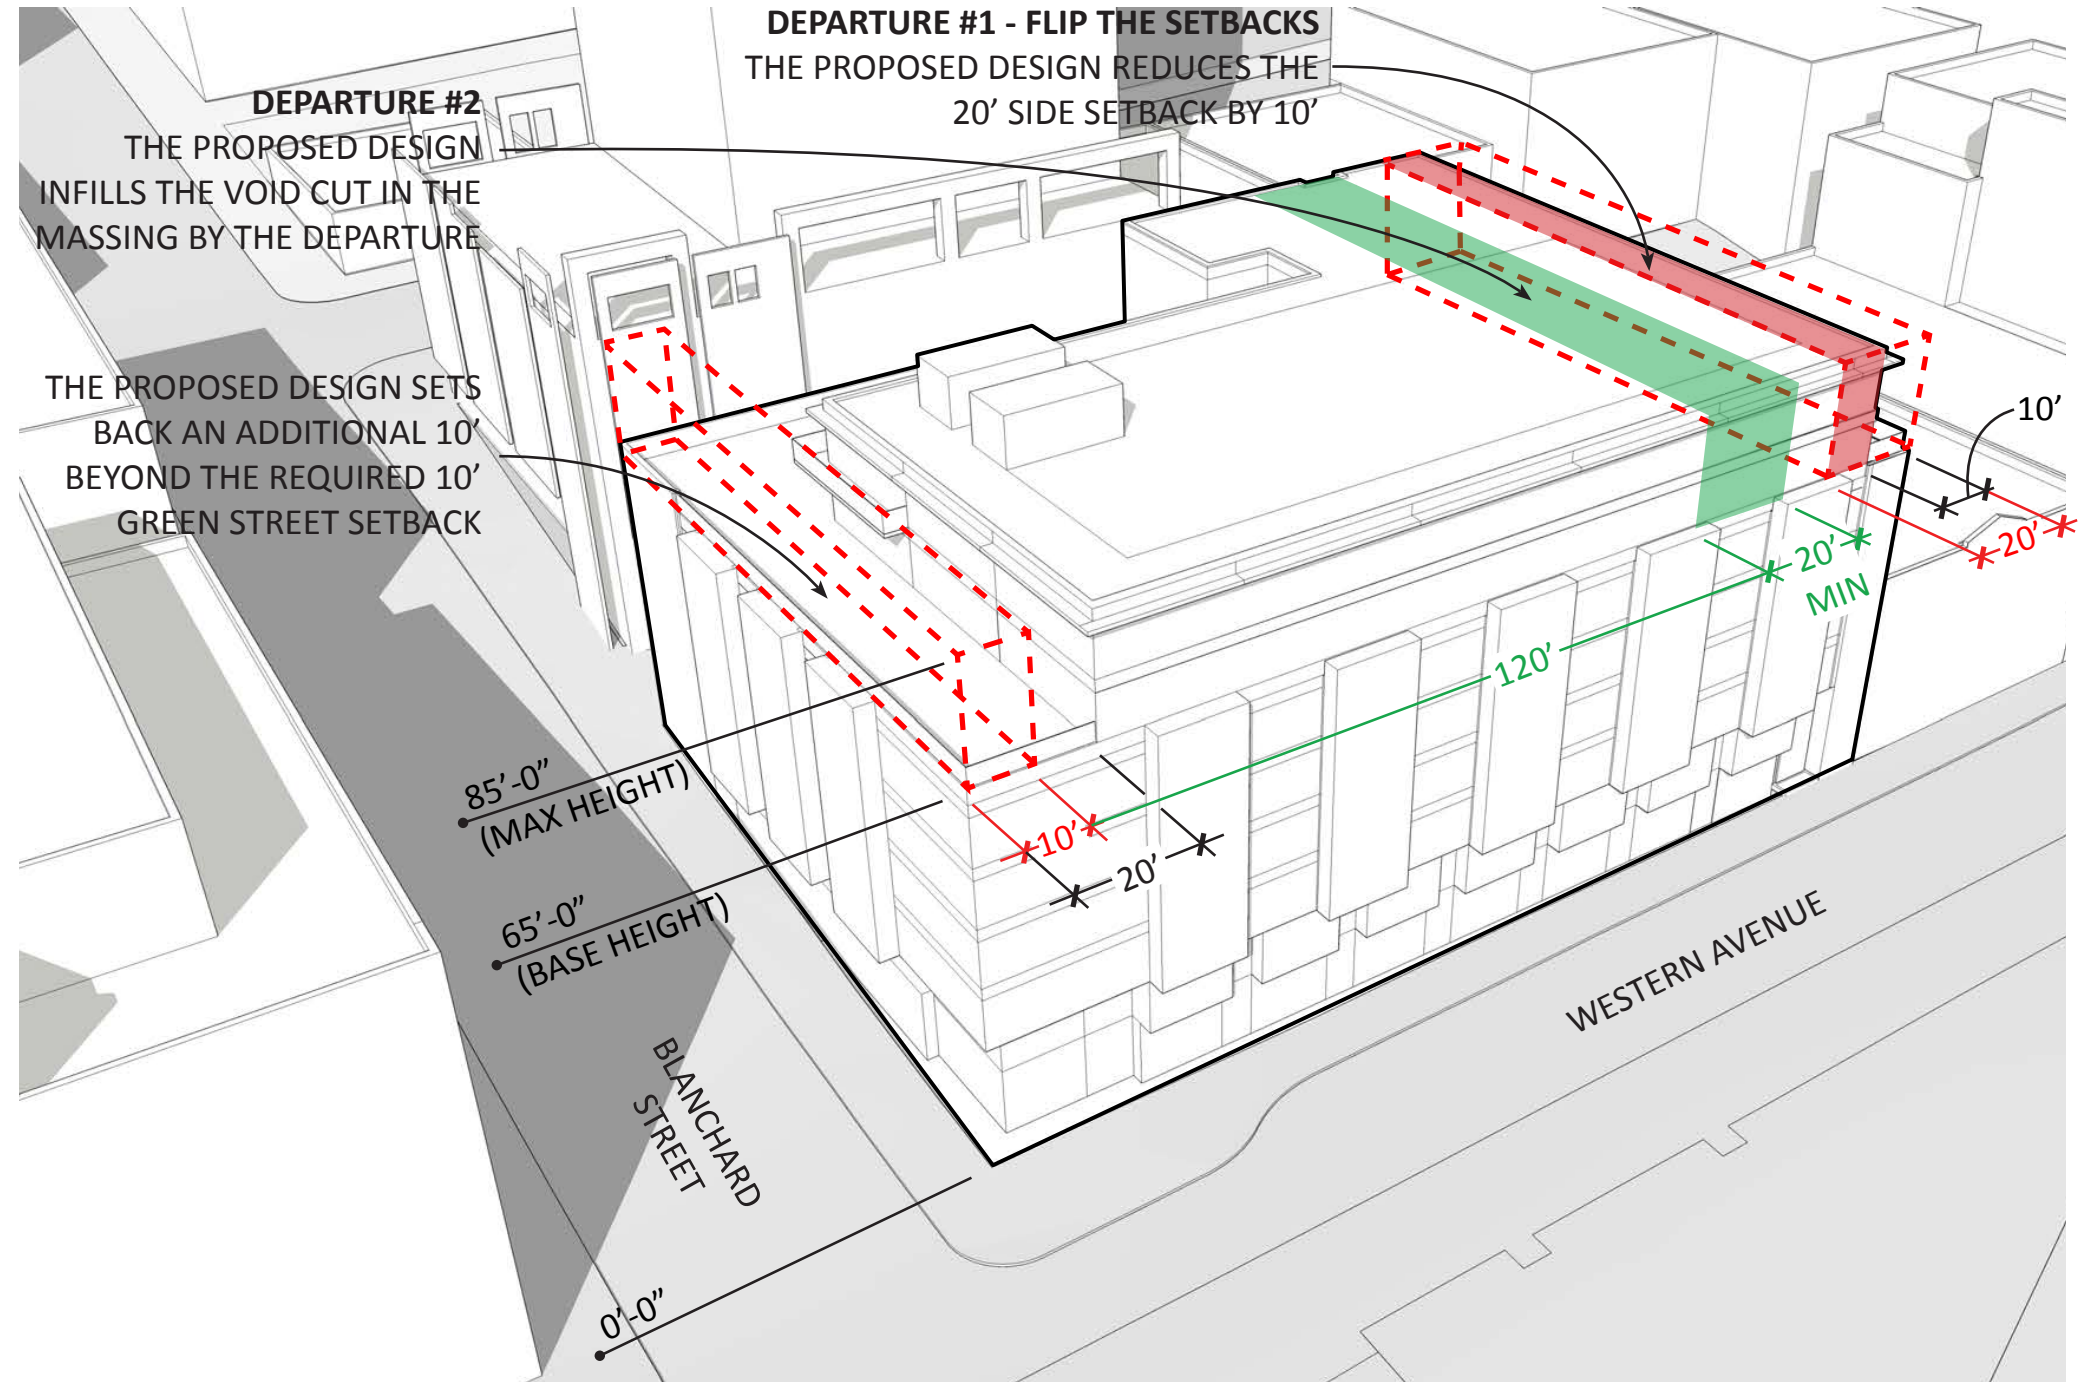 DEPARTURE #1 - FLIP THE SETBACKS
THE PROPOSED DESIGN REDUCES THE
20’ SIDE SETBACK BY 10’
DEPARTURE #2
THE PROPOSED DESIGN
INFILLS THE VOID CUT IN THE
MASSING BY THE DEPARTURE
THE PROPOSED DESIGN SETS
BACK AN ADDITIONAL 10’
BEYOND THE REQUIRED 10’
GREEN STREET SETBACK
10’
20’
20’
MIN
120’
10’
20’
85’-0”
(MAX HEIGHT)
65’-0”
(BASE HEIGHT)
0’-0”
BLANCHARD
STREET
WESTERN AVENUE